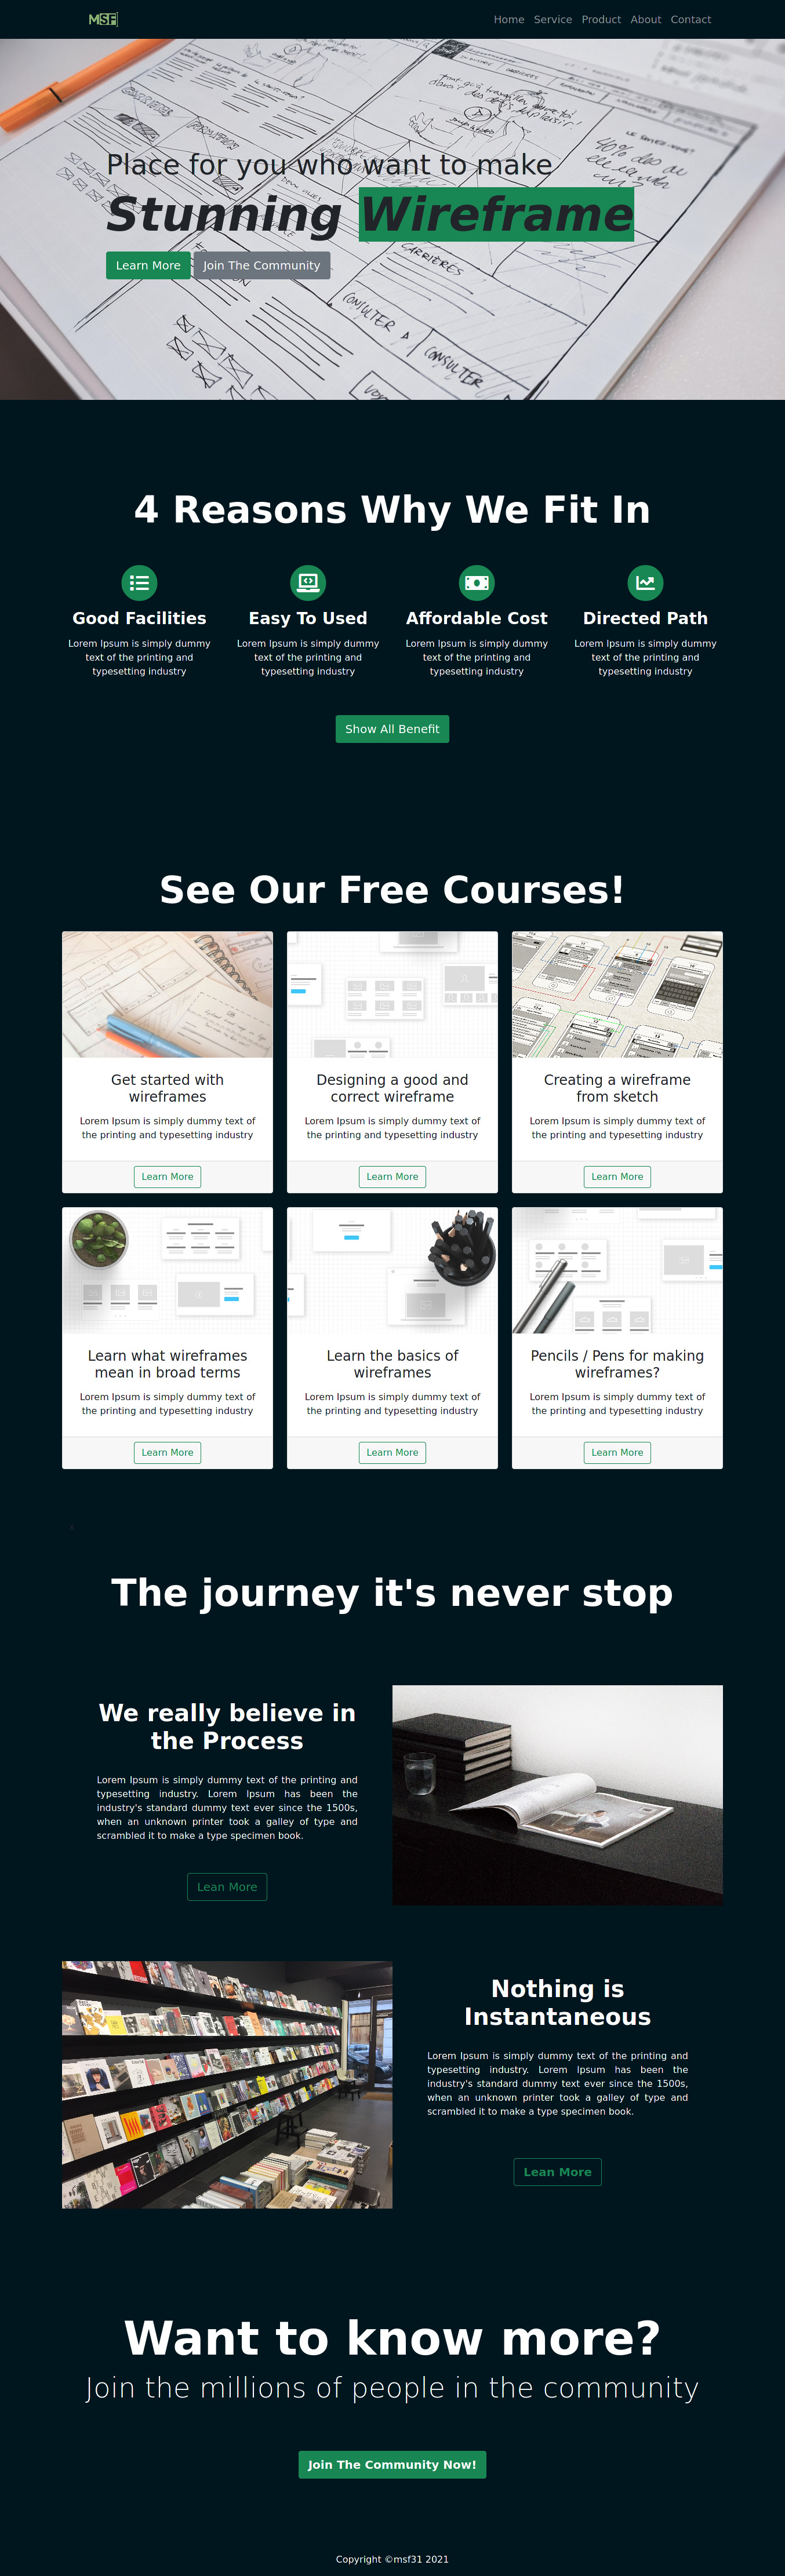 MSF
Home Service Product About Contact
Place for you who want to make
Stunning Wireframe
Learn More Join The Community
CARRIÈRES
CONSULTER A
CONSULTER
4 Reasons Why We Fit In
Good Facilities
Lorem Ipsum is simply dummy
text of the printing and
typesetting industry
Easy To Used
Lorem Ipsum is simply dummy
text of the printing and
typesetting industry
Affordable Cost
Lorem Ipsum is simply dummy
text of the printing and
typesetting industry
Directed Path
Lorem Ipsum is simply dummy
text of the printing and
typesetting industry
Show All Benefit
See Our Free Courses!
Get started with
wireframes
Lorem Ipsum is simply dummy text of
the printing and typesetting industry
Learn More
Designing a good and
correct wireframe
Lorem Ipsum is simply dummy text of
the printing and typesetting industry
Learn More
Creating a wireframe
from sketch
Lorem Ipsum is simply dummy text of
the printing and typesetting industry
Learn More
Learn what wireframes
mean in broad terms
Lorem Ipsum is simply dummy text of
the printing and typesetting industry
Learn More
Learn the basics of
wireframes
Lorem Ipsum is simply dummy text of
the printing and typesetting industry
Learn More
Pencils / Pens for making
wireframes?
Lorem Ipsum is simply dummy text of
the printing and typesetting industry
Learn More
The journey it's never stop
We really believe in
the Process
Lorem Ipsum is simply dummy text of the printing and
typesetting industry. Lorem Ipsum has been the
industry's standard dummy text ever since the 1500s,
when an unknown printer took a galley of type and
scrambled it to make a type specimen book.
Lean More
Nothing is
Instantaneous
Lorem Ipsum is simply dummy text of the printing and
typesetting industry. Lorem Ipsum has been the
industry's standard dummy text ever since the 1500s,
when an unknown printer took a galley of type and
scrambled it to make a type specimen book.
Lean More
Want to know more?
Join the millions of people in the community
Join The Community Now!
Copyright ©msf31 2021